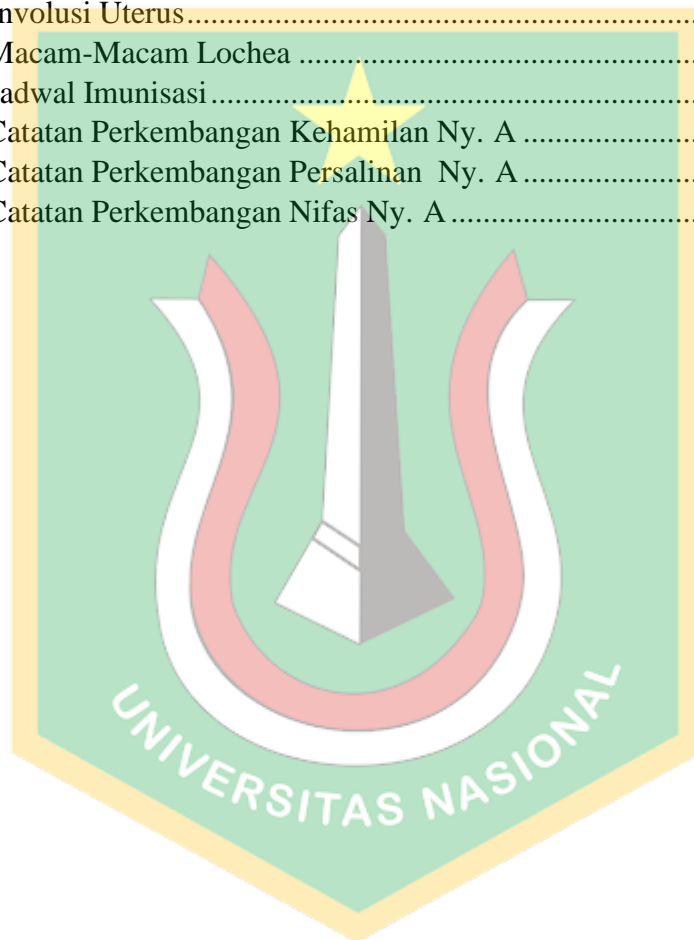 nvolusi Uterus..........................................................
Macam-Macam Lochea ............................................
adwal Imunisasi.......................................................
Catatan Perkembangan Kehamilan Ny. A ...................
Catatan Perkembangan Persalinan  Ny. A ...................
Catatan Perkembangan Nifas Ny. A ...........................
UNIVERSITAS NASIONAL